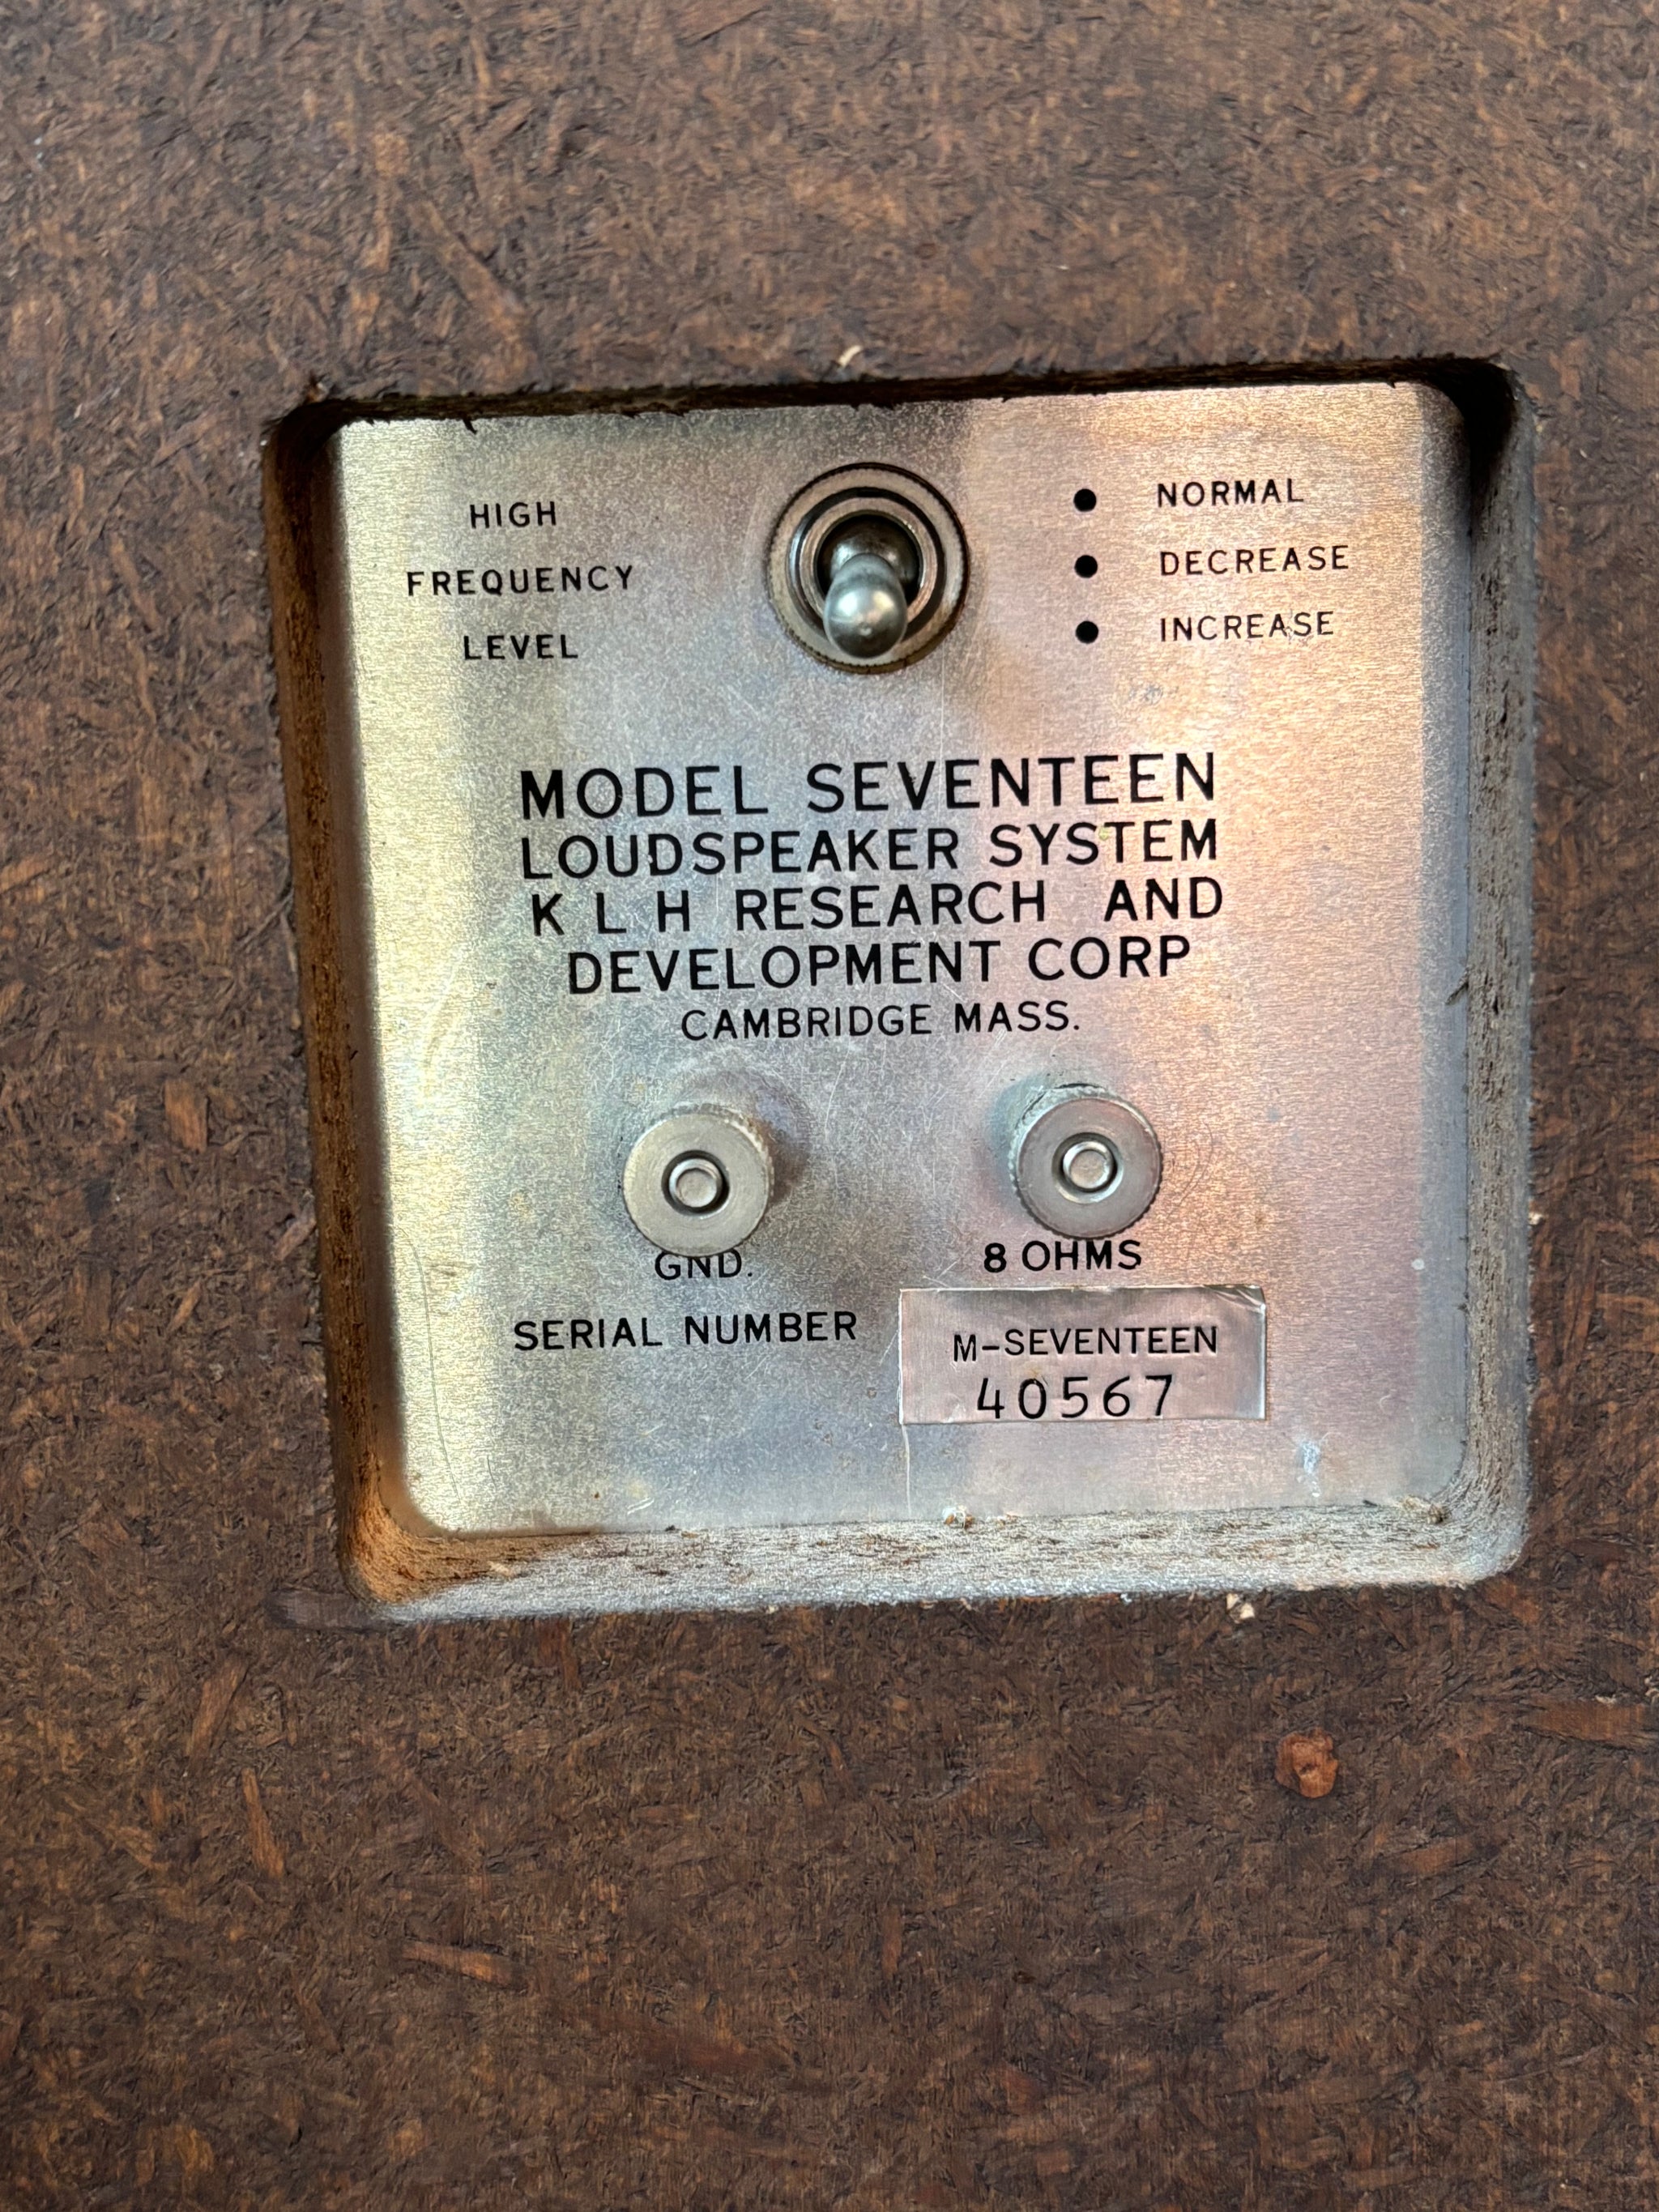 HIGH
FREQUENCY
LEVEL
NORMAL
DECREASE
INCREASE
MODEL SEVENTEEN
LOUDSPEAKER SYSTEM
K L H RESEARCH AND
DEVELOPMENT CORP
CAMBRIDGE MASS.
GND.
8 OHMS
SERIAL NUMBER
M-SEVENTEEN
40567